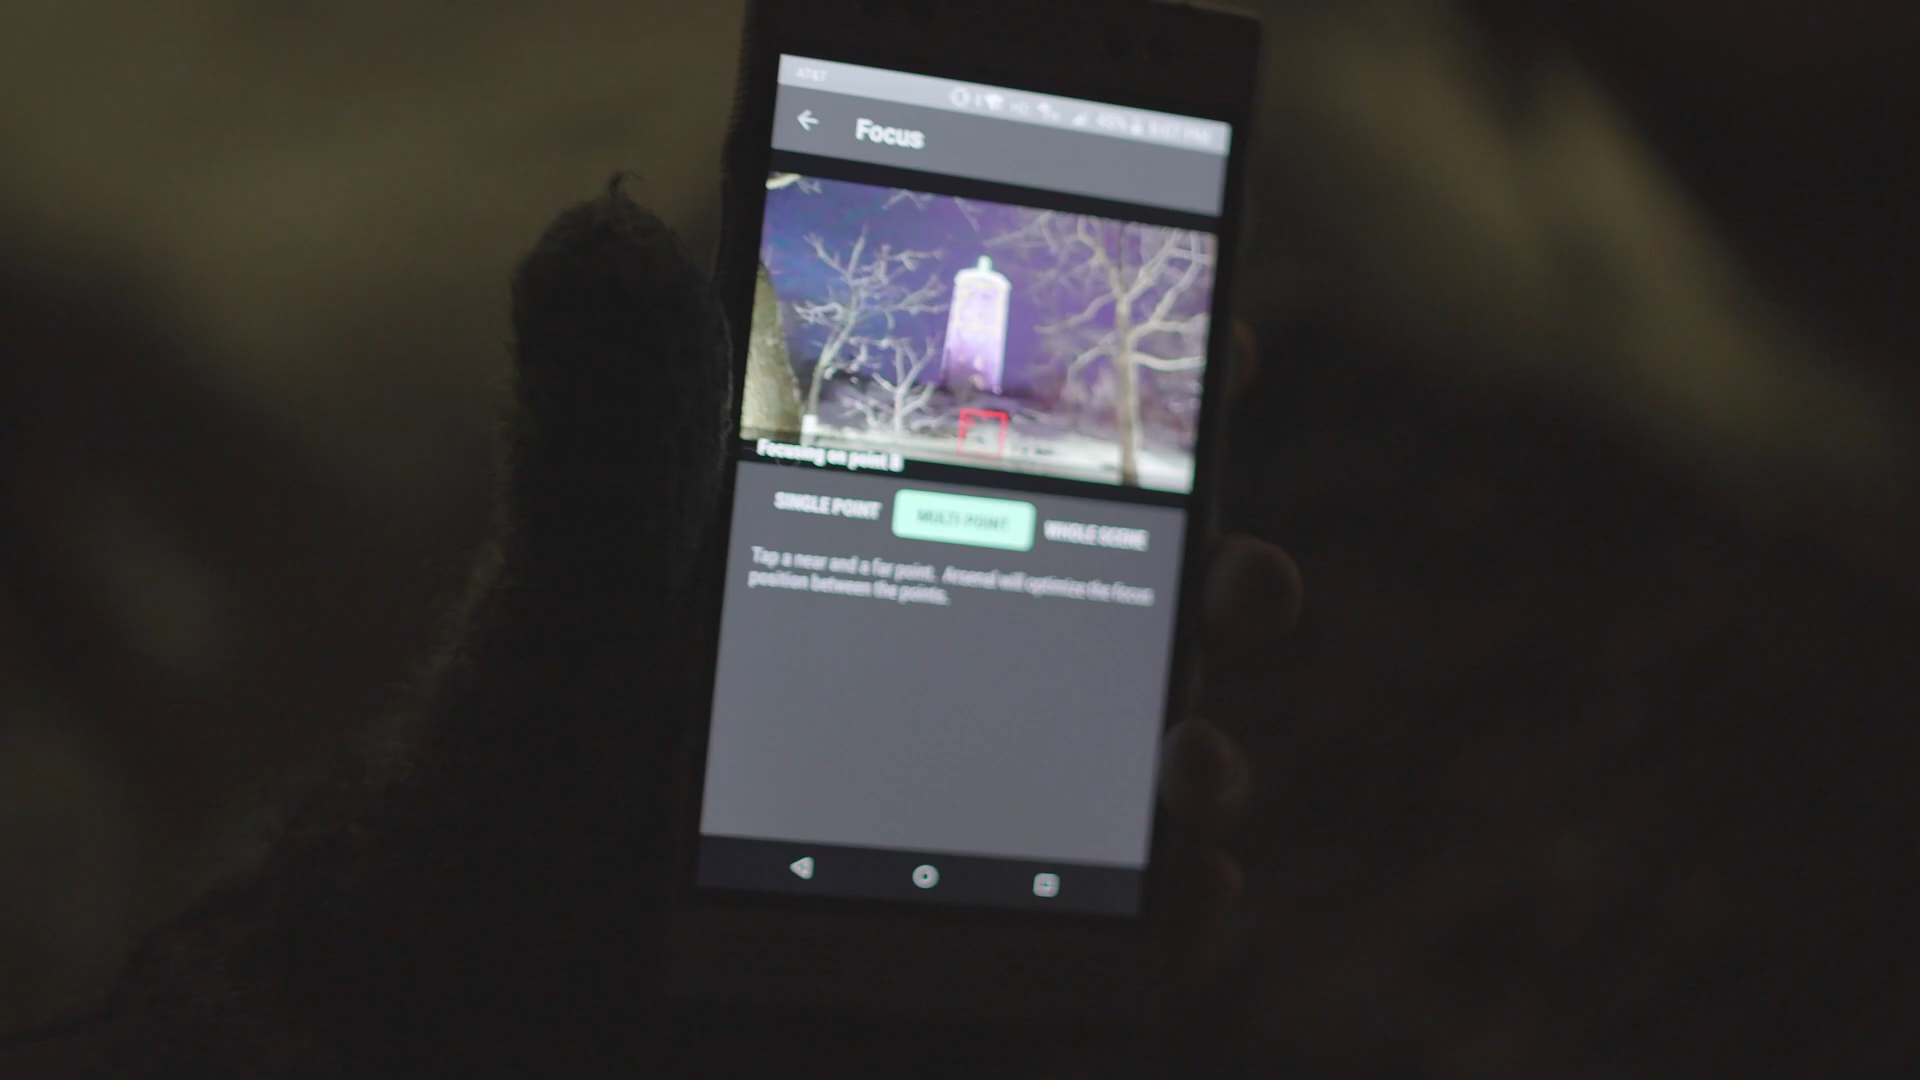 AT&T
Focus
Focusing on point
SINGLE POINT MULTI POINT WHOLE SCENE
Tap a near and a far point. Arsenal will optimize the focus
position between the points.